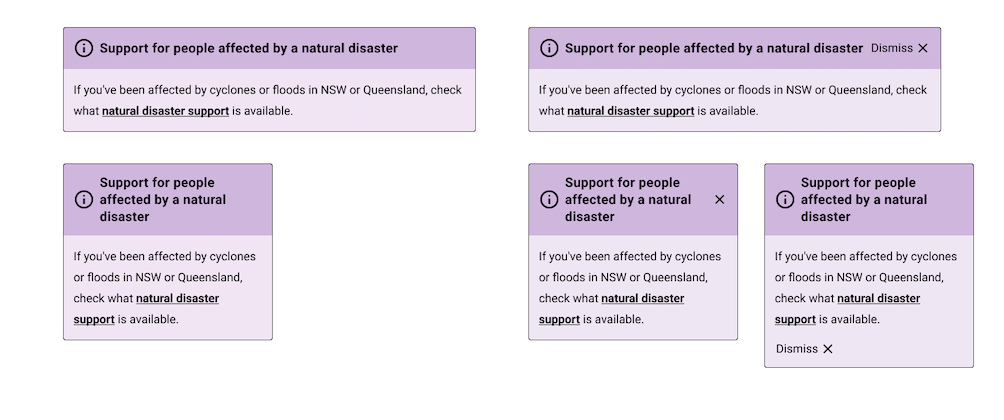 Support for people affected by a natural disaster
If you've been affected by cyclones or floods in NSW or Queensland, check
what natural disaster support is available.
Support for people affected by a natural disaster Dismiss
If you've been affected by cyclones or floods in NSW or Queensland, check
what natural disaster support is available.
Support for people
affected by a natural
disaster
If you've been affected by cyclones
or floods in NSW or Queensland,
check what natural disaster
support is available.
Support for people
affected by a natural
disaster
If you've been affected by cyclones
or floods in NSW or Queensland,
check what natural disaster
support is available.
Support for people
affected by a natural
disaster
If you've been affected by cyclones
or floods in NSW or Queensland,
check what natural disaster
support is available.
Dismiss